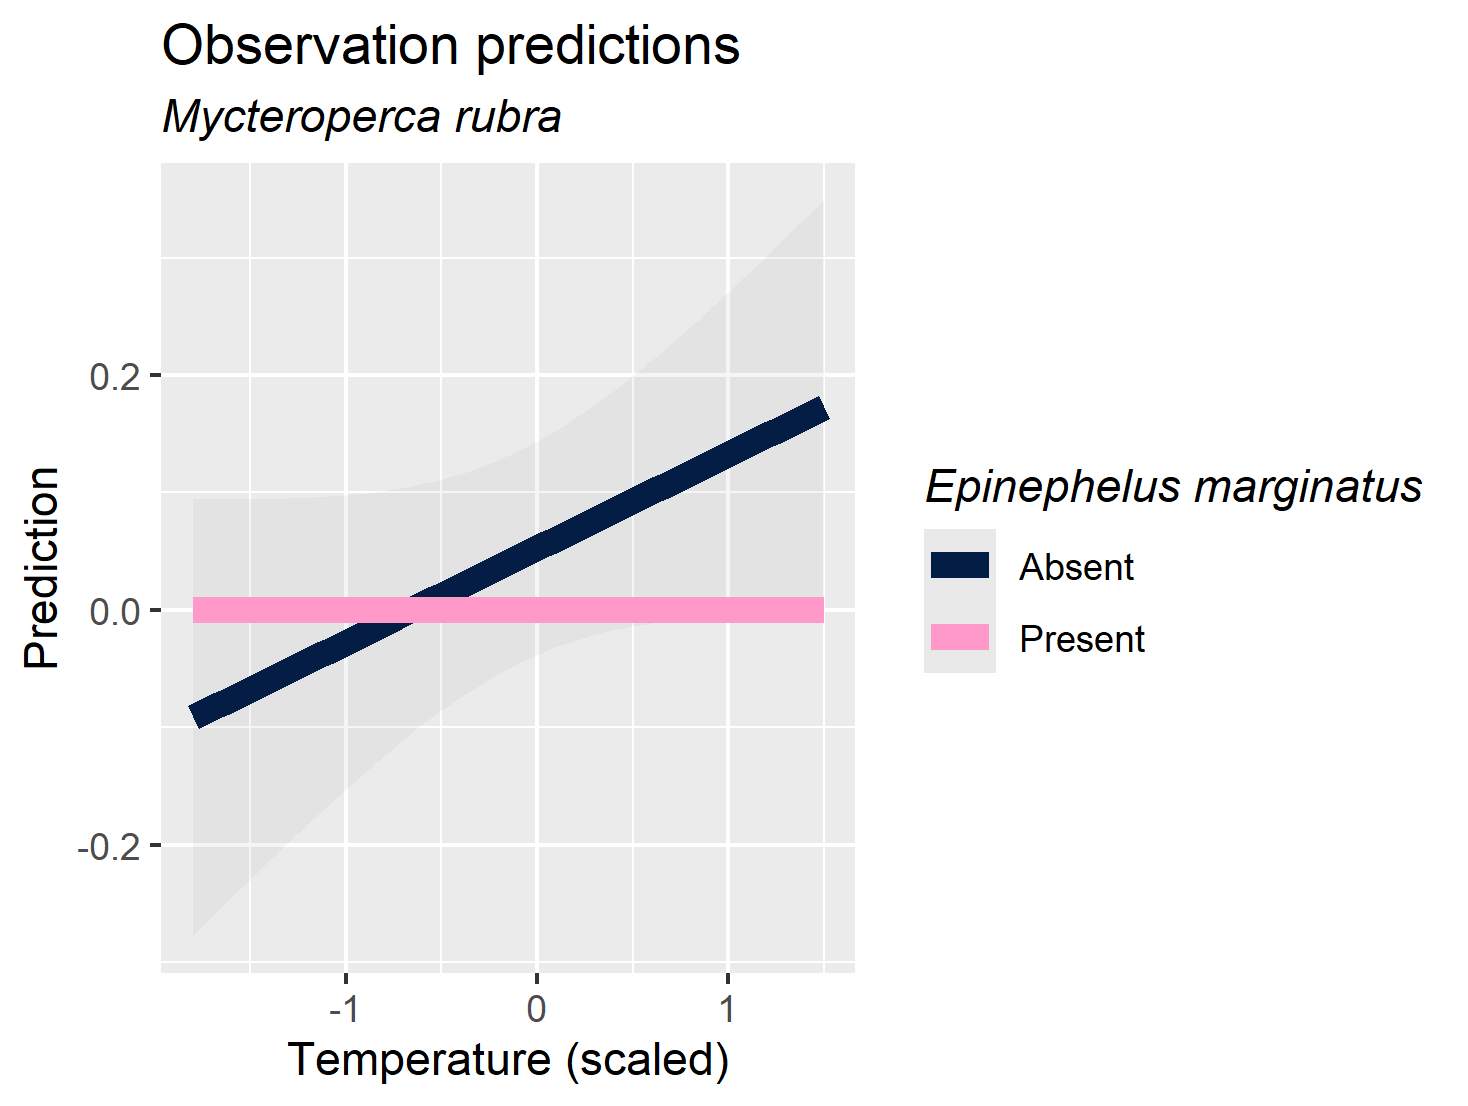 Observation predictions
Mycteroperca rubra
Prediction
0.2
0.0
-0.2
-1
0
1
Temperature (scaled)
Epinephelus marginatus
Absent
Present